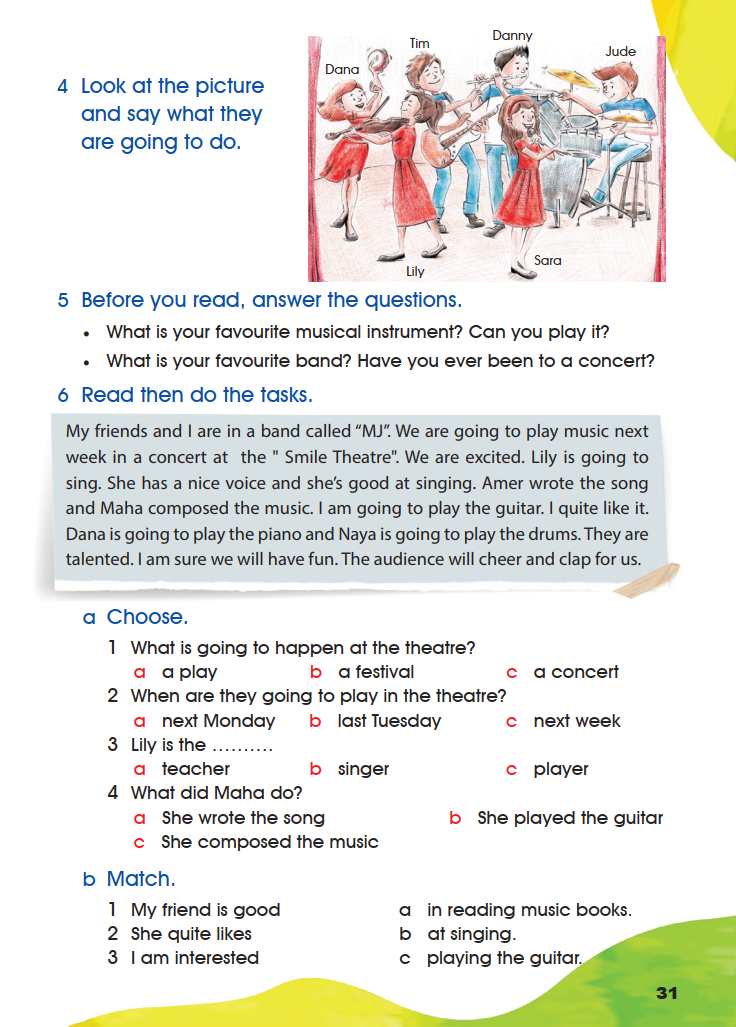 Tim
Danny
Jude
Dana
4 Look at the picture
and say what they
are going to do.
Lily
Sara
5 Before you read, answer the questions.
• What is your favourite musical instrument? Can you play it?
• What is your favourite band? Have you ever been to a concert?
6 Read then do the tasks.
My friends and I are in a band called “MJ”. We are going to play music next
week in a concert at the " Smile Theatre". We are excited. Lily is going to
sing. She has a nice voice and she’s good at singing. Amer wrote the song
and Maha composed the music. I am going to play the guitar. I quite like it.
Dana is going to play the piano and Naya is going to play the drums. They are
talented. I am sure we will have fun. The audience will cheer and clap for us.
a Choose.
1 What is going to happen at the theatre?
a a play b a festival c a concert
2 When are they going to play in the theatre?
a next Monday b last Tuesday c next week
3 Lily is the ..........
a teacher b singer c player
4 What did Maha do?
a She wrote the song b She played the guitar
c She composed the music
b Match.
1 My friend is good a in reading music books.
2 She quite likes b at singing.
3 I am interested c playing the guitar.
31